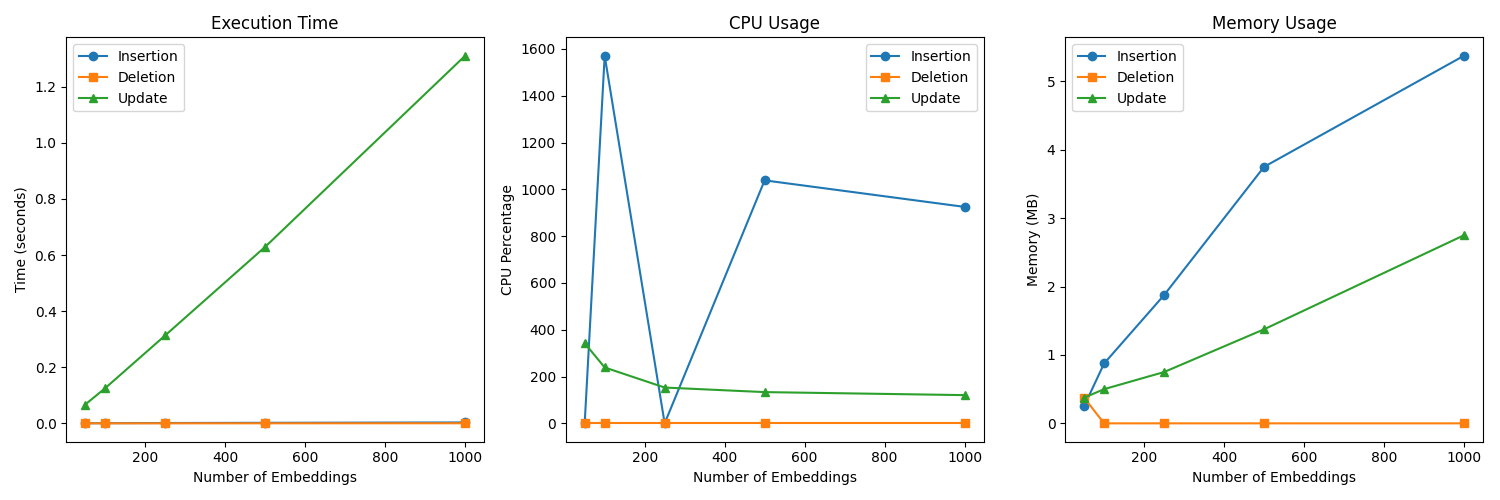 Execution Time
Insertion
Deletion
Update
1.2
1.0
0.8
0.6
0.4
0.2
0.0
Time (seconds)
200
400
600
800
1000
Number of Embeddings
CPU Usage
Insertion
Deletion
Update
1600
1400
1200
1000
800
600
400
200
0
CPU Percentage
200
400
600
800
1000
Number of Embeddings
Memory Usage
Insertion
Deletion
Update
5
4
3
2
1
0
Memory (MB)
200
400
600
800
1000
Number of Embeddings